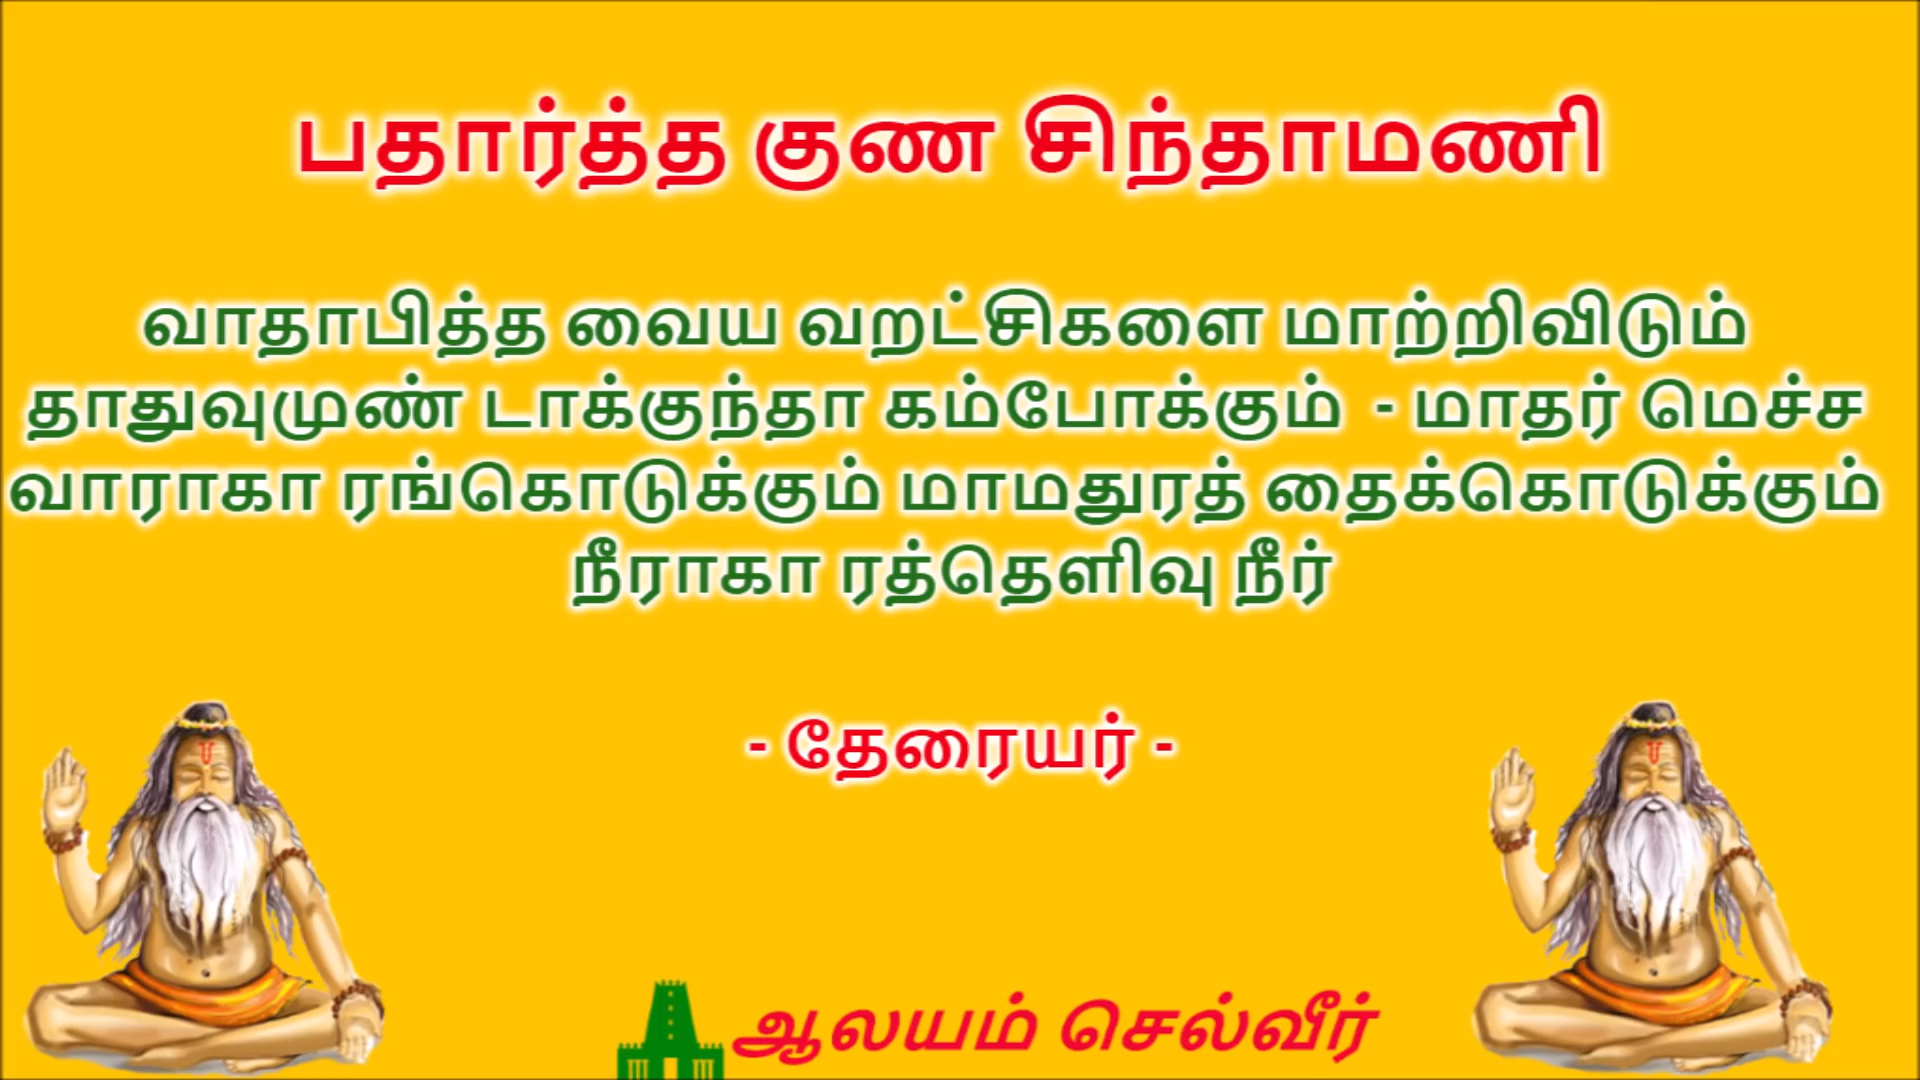 பதார்த்த குண சிந்தாமணி
வாதாபித்த வைய வறட்சிகளை மாற்றிவிடும்
தாதுவுமுண் டாக்குந்தா கம்போக்கும் - மாதர் மெச்ச
வாராகா ரங்கொடுக்கும் மாமதுரத் தைக்கொடுக்கும்
நீராகா ரத்தெளிவு நீர்
- தேரையர் -
ஆலயம் செல்வீர்